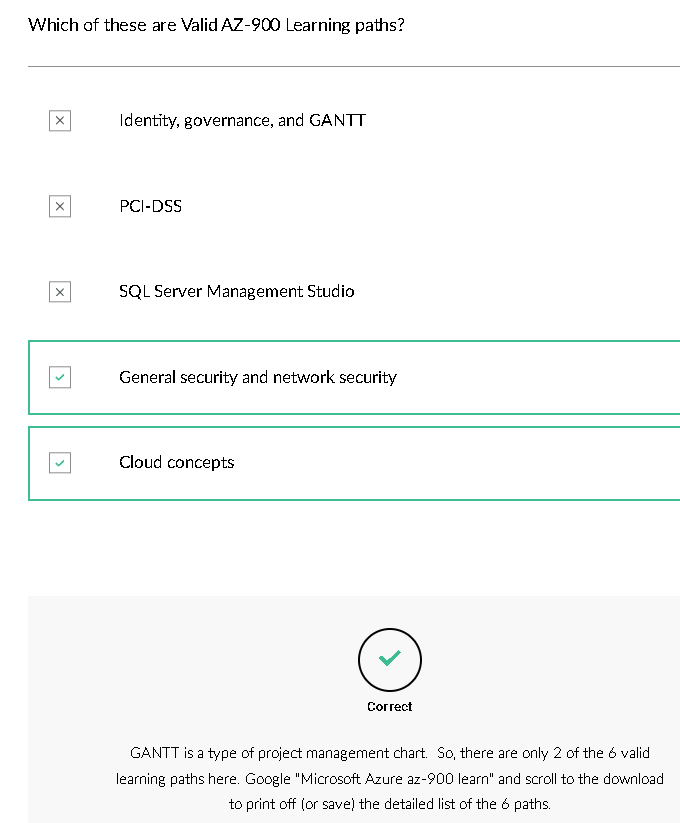 Which of these are Valid AZ-900 Learning paths?
Identity, governance, and GANTT
PCI-DSS
SQL Server Management Studio
General security and network security
Cloud concepts
Correct
GANTT is a type of project management chart. So, there are only 2 of the 6 valid
learning paths here. Google "Microsoft Azure az-900 learn" and scroll to the download
to print off (or save) the detailed list of the 6 paths.